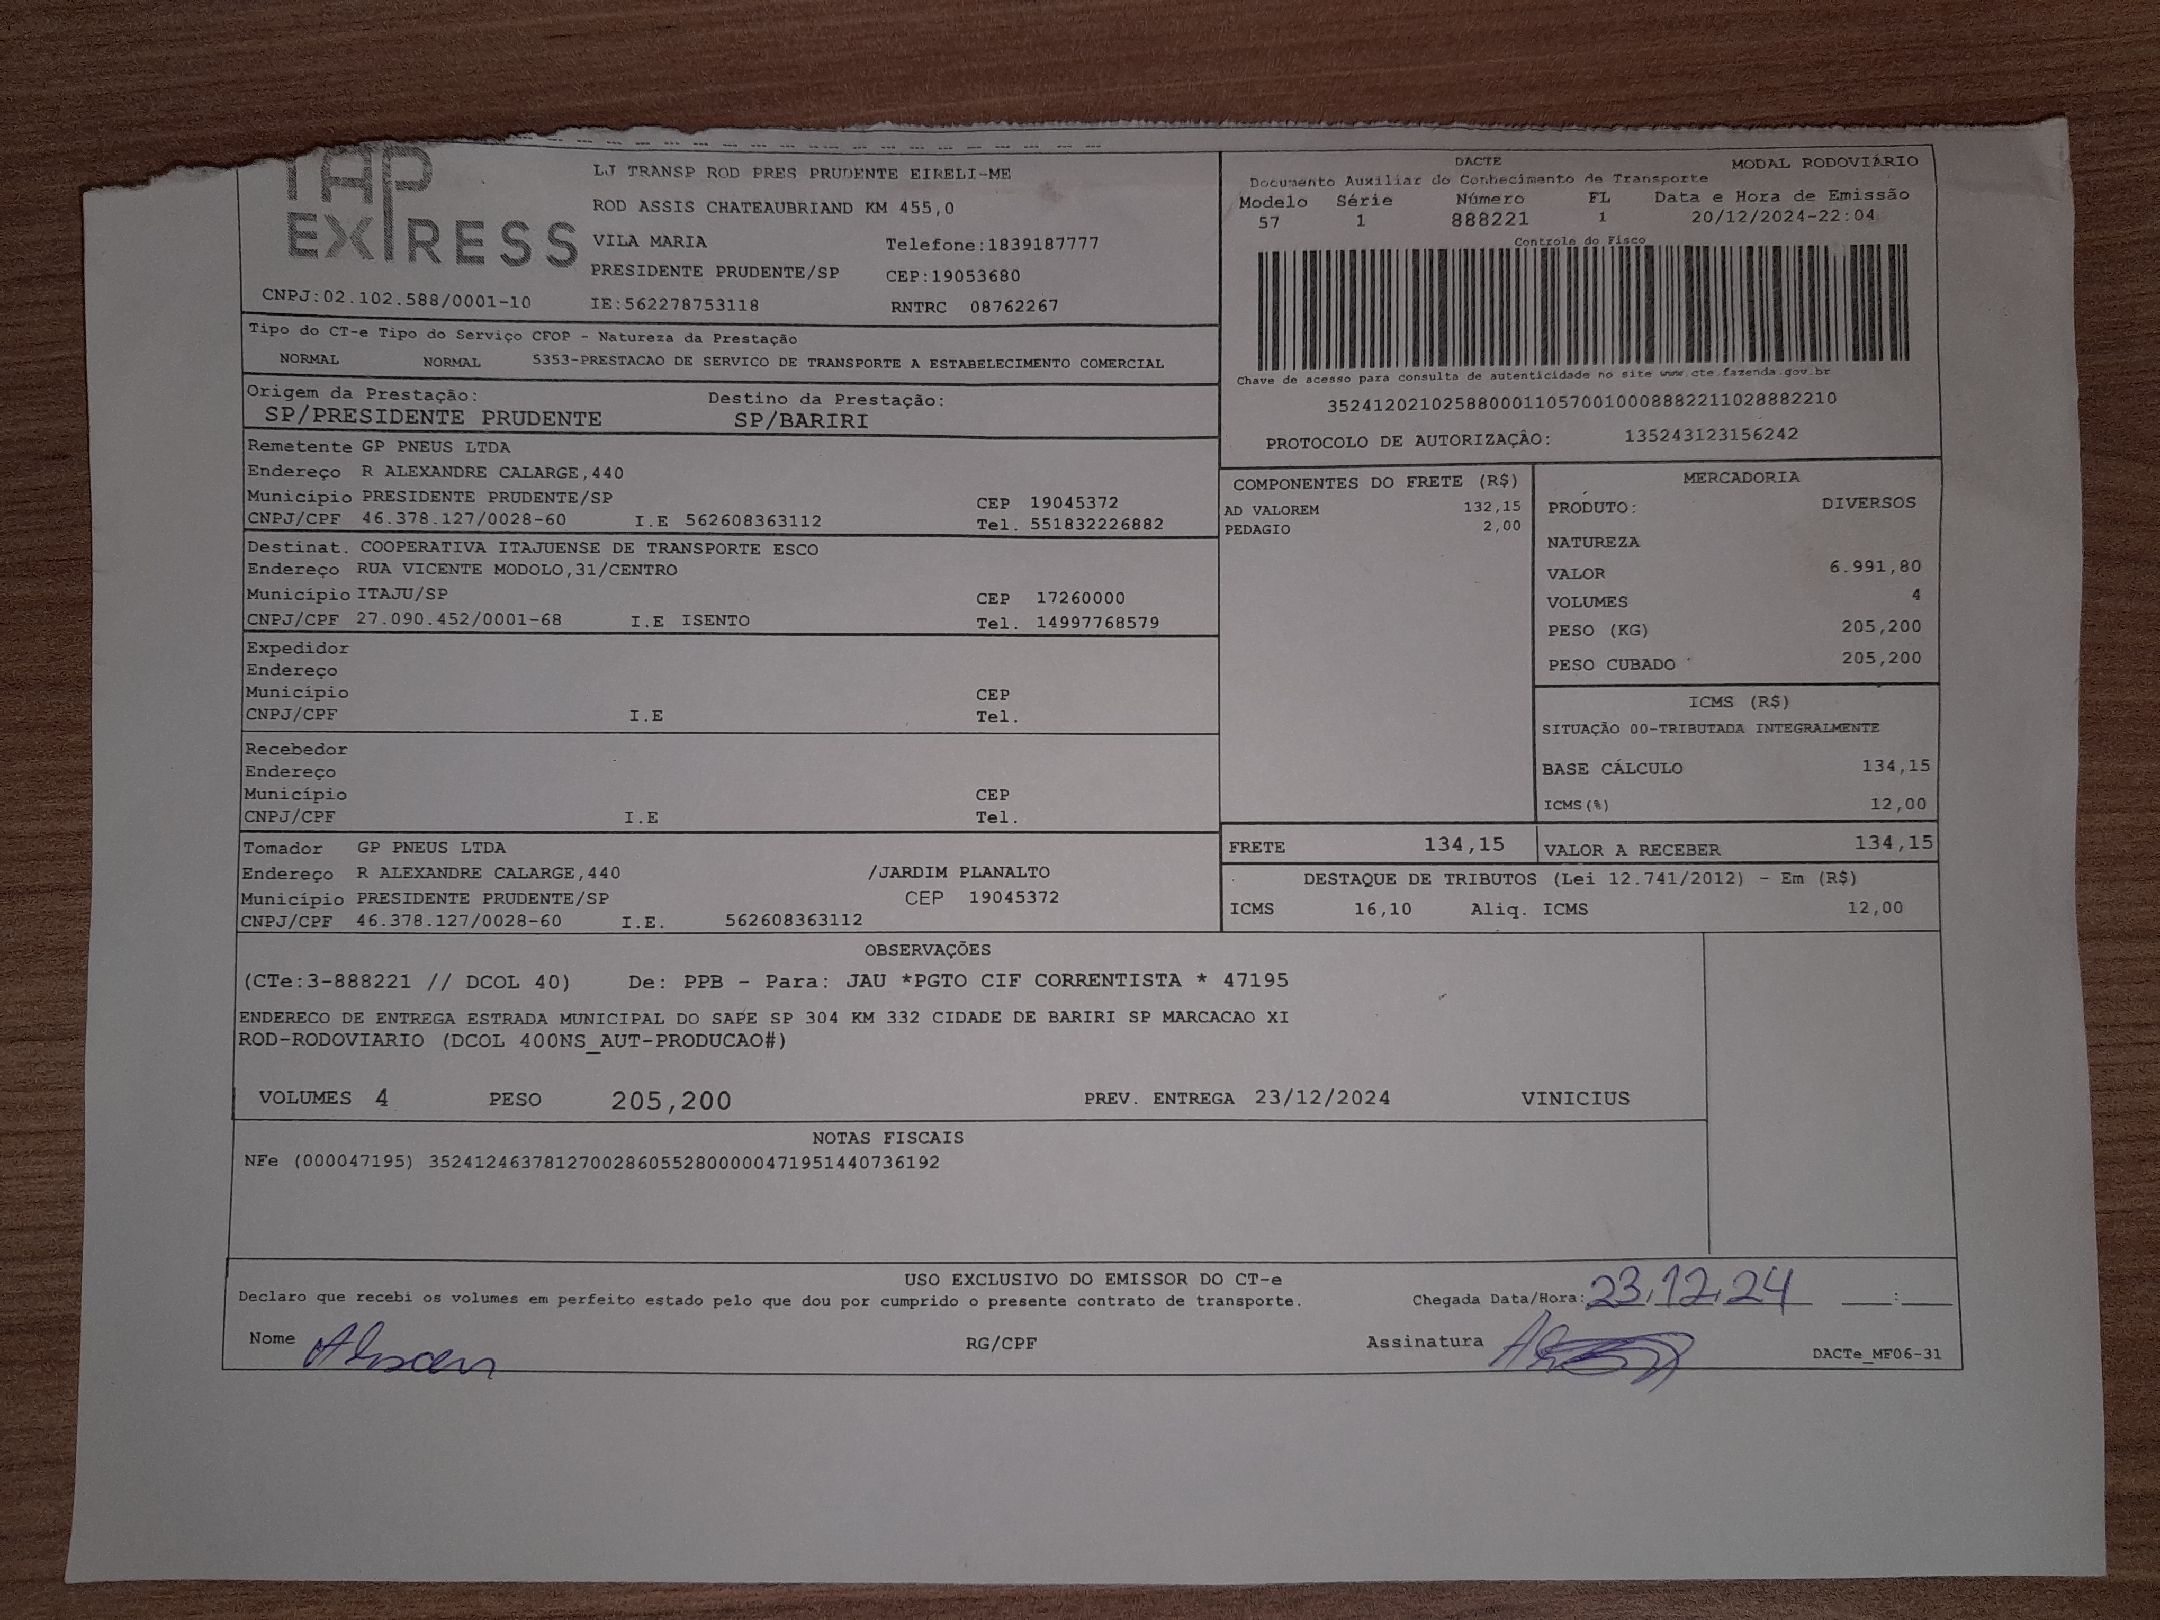 TAP
EXPRESS
LJ TRANSP ROD PRES PRUDENTE EIRELI-ME
ROD ASSIS CHATEAUBRIAND KM 455,0
VILA MARIA Telefone:1839187777
PRESIDENTE PRUDENTE/SP CEP:19053680
CNPJ:02.102.588/0001-10 IE:562278753118 RNTRC 08762267
DACTE MODAL RODOVIÁRIO
Documento Auxiliar do Conhecimento de Transporte
Modelo Série Número FL Data e Hora de Emissão
57 1 888221 1 20/12/2024-22:04
Controle do Fisco
Chave de acesso para consulta de autenticidade no site www.cte.fazenda.gov.br
35241202102588000110570010008882211028882210
PROTOCOLO DE AUTORIZAÇÃO: 135243123156242
Tipo do CT-e Tipo do Serviço CFOP - Natureza da Prestação
NORMAL NORMAL 5353-PRESTACAO DE SERVICO DE TRANSPORTE A ESTABELECIMENTO COMERCIAL
Origem da Prestação: Destino da Prestação:
SP/PRESIDENTE PRUDENTE SP/BARIRI
Remetente GP PNEUS LTDA
Endereço R ALEXANDRE CALARGE,440
Município PRESIDENTE PRUDENTE/SP CEP 19045372
CNPJ/CPF 46.378.127/0028-60 I.E 562608363112 Tel. 551832226882
Destinat. COOPERATIVA ITAJUENSE DE TRANSPORTE ESCO
Endereço RUA VICENTE MODOLO,31/CENTRO
Município ITAJU/SP CEP 17260000
CNPJ/CPF 27.090.452/0001-68 I.E ISENTO Tel. 14997768579
Expedidor
Endereço
Município CEP
CNPJ/CPF I.E Tel.
Recebedor
Endereço
Município CEP
CNPJ/CPF I.E Tel.
Tomador GP PNEUS LTDA
Endereço R ALEXANDRE CALARGE,440 /JARDIM PLANALTO
Município PRESIDENTE PRUDENTE/SP CEP 19045372
CNPJ/CPF 46.378.127/0028-60 I.E. 562608363112
COMPONENTES DO FRETE (R$)
AD VALOREM 132,15
PEDAGIO 2,00
MERCADORIA
PRODUTO: DIVERSOS
NATUREZA
VALOR 6.991,80
VOLUMES 4
PESO (KG) 205,200
PESO CUBADO 205,200
ICMS (R$)
SITUAÇÃO 00-TRIBUTADA INTEGRALMENTE
BASE CÁLCULO 134,15
ICMS(%) 12,00
FRETE 134,15 VALOR A RECEBER 134,15
DESTAQUE DE TRIBUTOS (Lei 12.741/2012) - Em (R$)
ICMS 16,10 Aliq. ICMS 12,00
OBSERVAÇÕES
(CTe:3-888221 // DCOL 40) De: PPB - Para: JAU *PGTO CIF CORRENTISTA * 47195
ENDERECO DE ENTREGA ESTRADA MUNICIPAL DO SAPE SP 304 KM 332 CIDADE DE BARIRI SP MARCACAO XI
ROD-RODOVIARIO (DCOL 400NS_AUT-PRODUCAO#)
VOLUMES 4 PESO 205,200 PREV. ENTREGA 23/12/2024 VINICIUS
NOTAS FISCAIS
NFe (000047195) 35241246378127002860552800000471951440736192
USO EXCLUSIVO DO EMISSOR DO CT-e
Declaro que recebi os volumes em perfeito estado pelo que dou por cumprido o presente contrato de transporte. Chegada Data/Hora: 23,12,24 __:__
Nome RG/CPF Assinatura DACTe_MF06-31